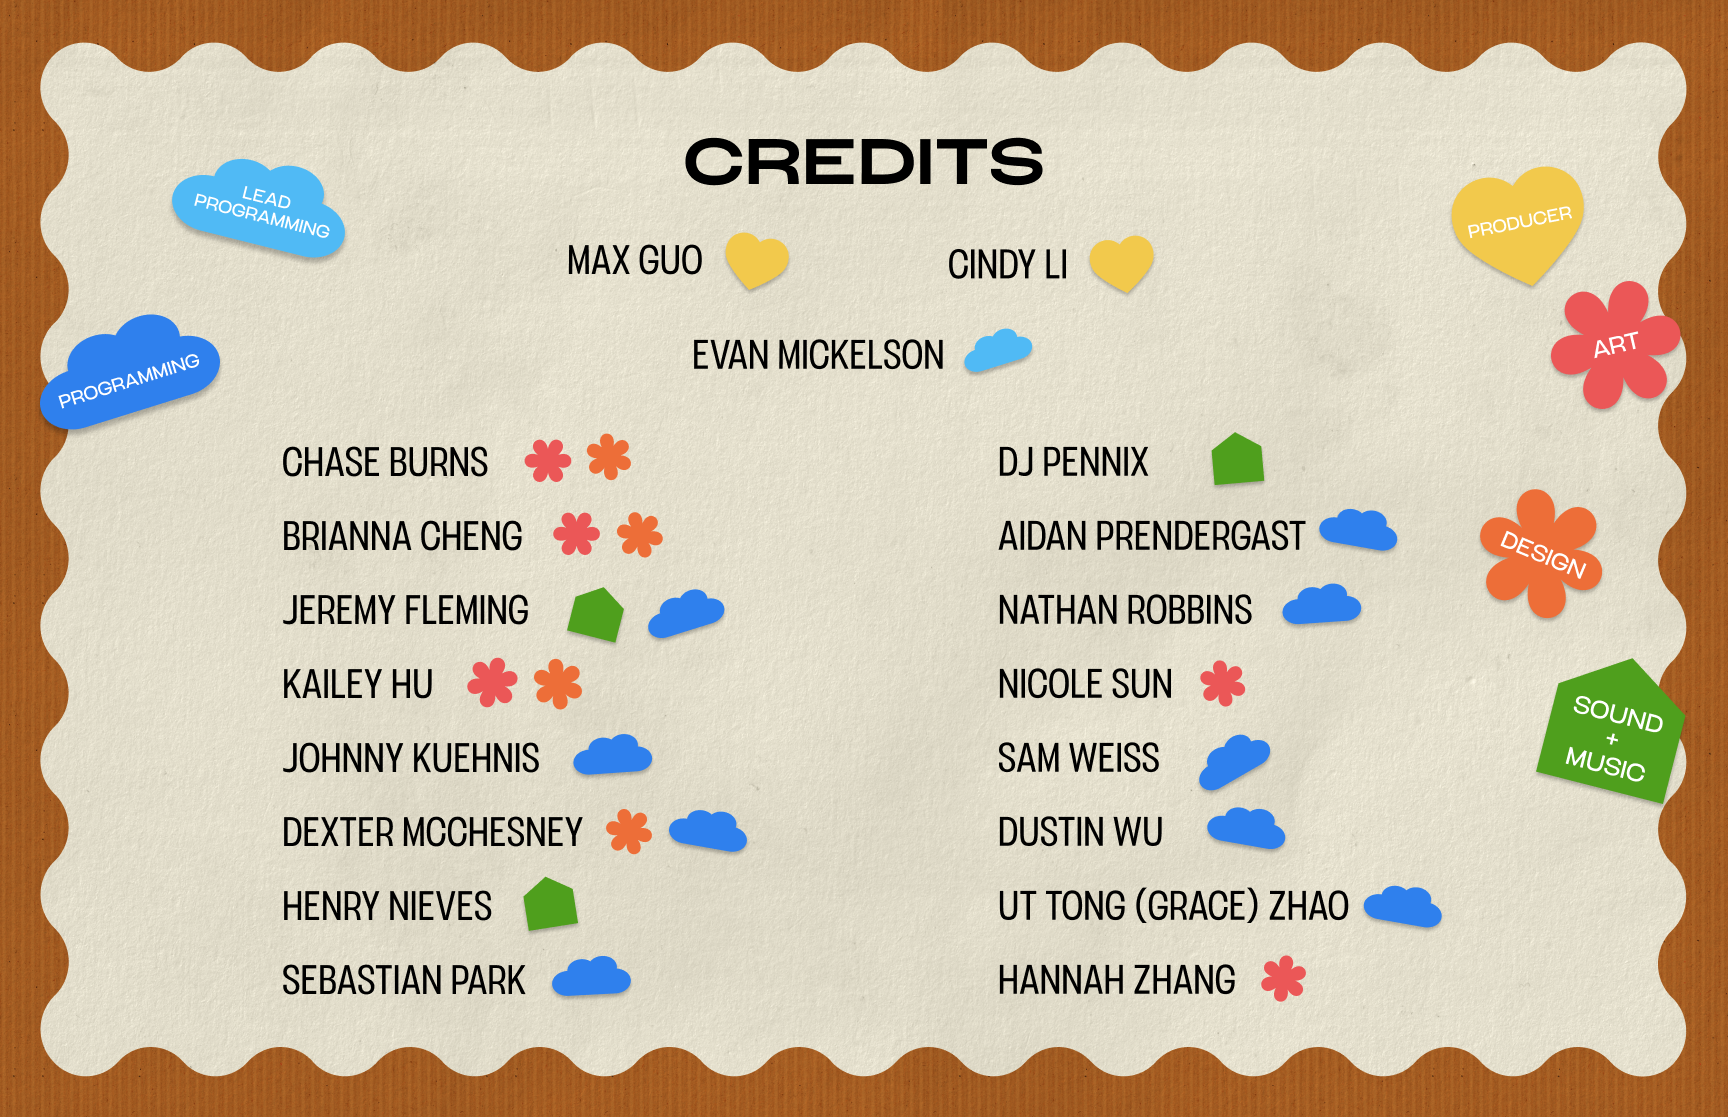 CREDITS
LEAD
PROGRAMMING
PRODUCER
MAX GUO
CINDY LI
ART
EVAN MICKELSON
PROGRAMMING
CHASE BURNS
BRIANNA CHENG
JEREMY FLEMING
KAILEY HU
JOHNNY KUEHNIS
DEXTER MCCHESNEY
HENRY NIEVES
SEBASTIAN PARK
DJ PENNIX
AIDAN PRENDERGAST
NATHAN ROBBINS
NICOLE SUN
SAM WEISS
DUSTIN WU
UT TONG (GRACE) ZHAO
HANNAH ZHANG
DESIGN
SOUND
+
MUSIC